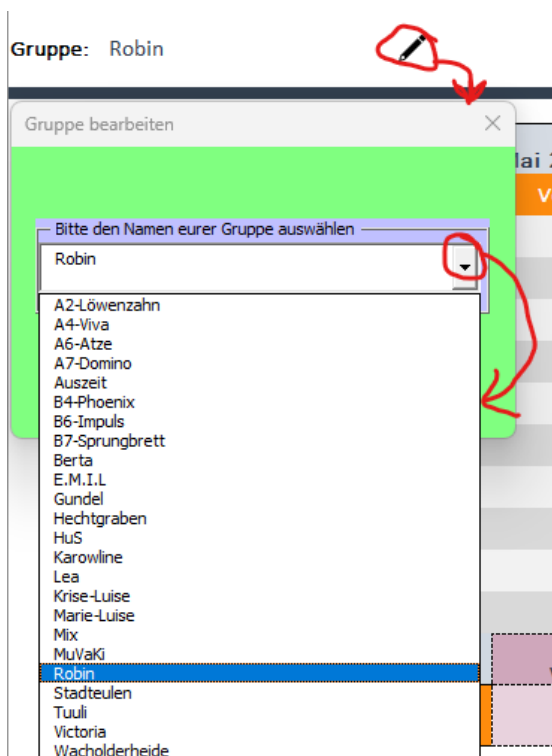 Gruppe: Robin
Gruppe bearbeiten
Bitte den Namen eurer Gruppe auswählen
Robin
A2-Löwenzahn
A4-Viva
A6-Atze
A7-Domino
Auszeit
B4-Phoenix
B6-Impuls
B7-Sprungbrett
Berta
E.M.I.L
Gundel
Hechtgraben
HuS
Karowline
Lea
Krise-Luise
Marie-Luise
Mix
MuVaKi
Robin
Stadteulen
Tuuli
Victoria
Wacholderheide